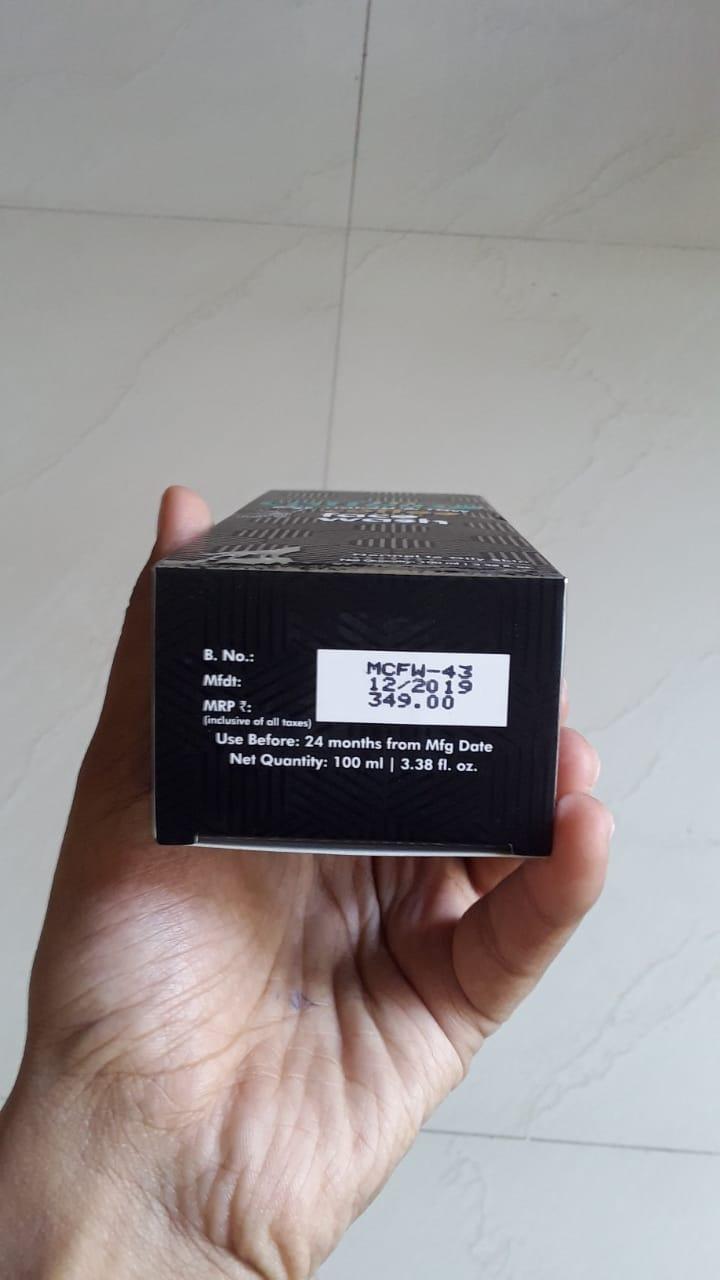 B. No.: MCFW-43
Mfdt: 12/2019
MRP ₹: 349.00
(inclusive of all taxes)
Use Before: 24 months from Mfg Date
Net Quantity: 100 ml | 3.38 fl. oz.